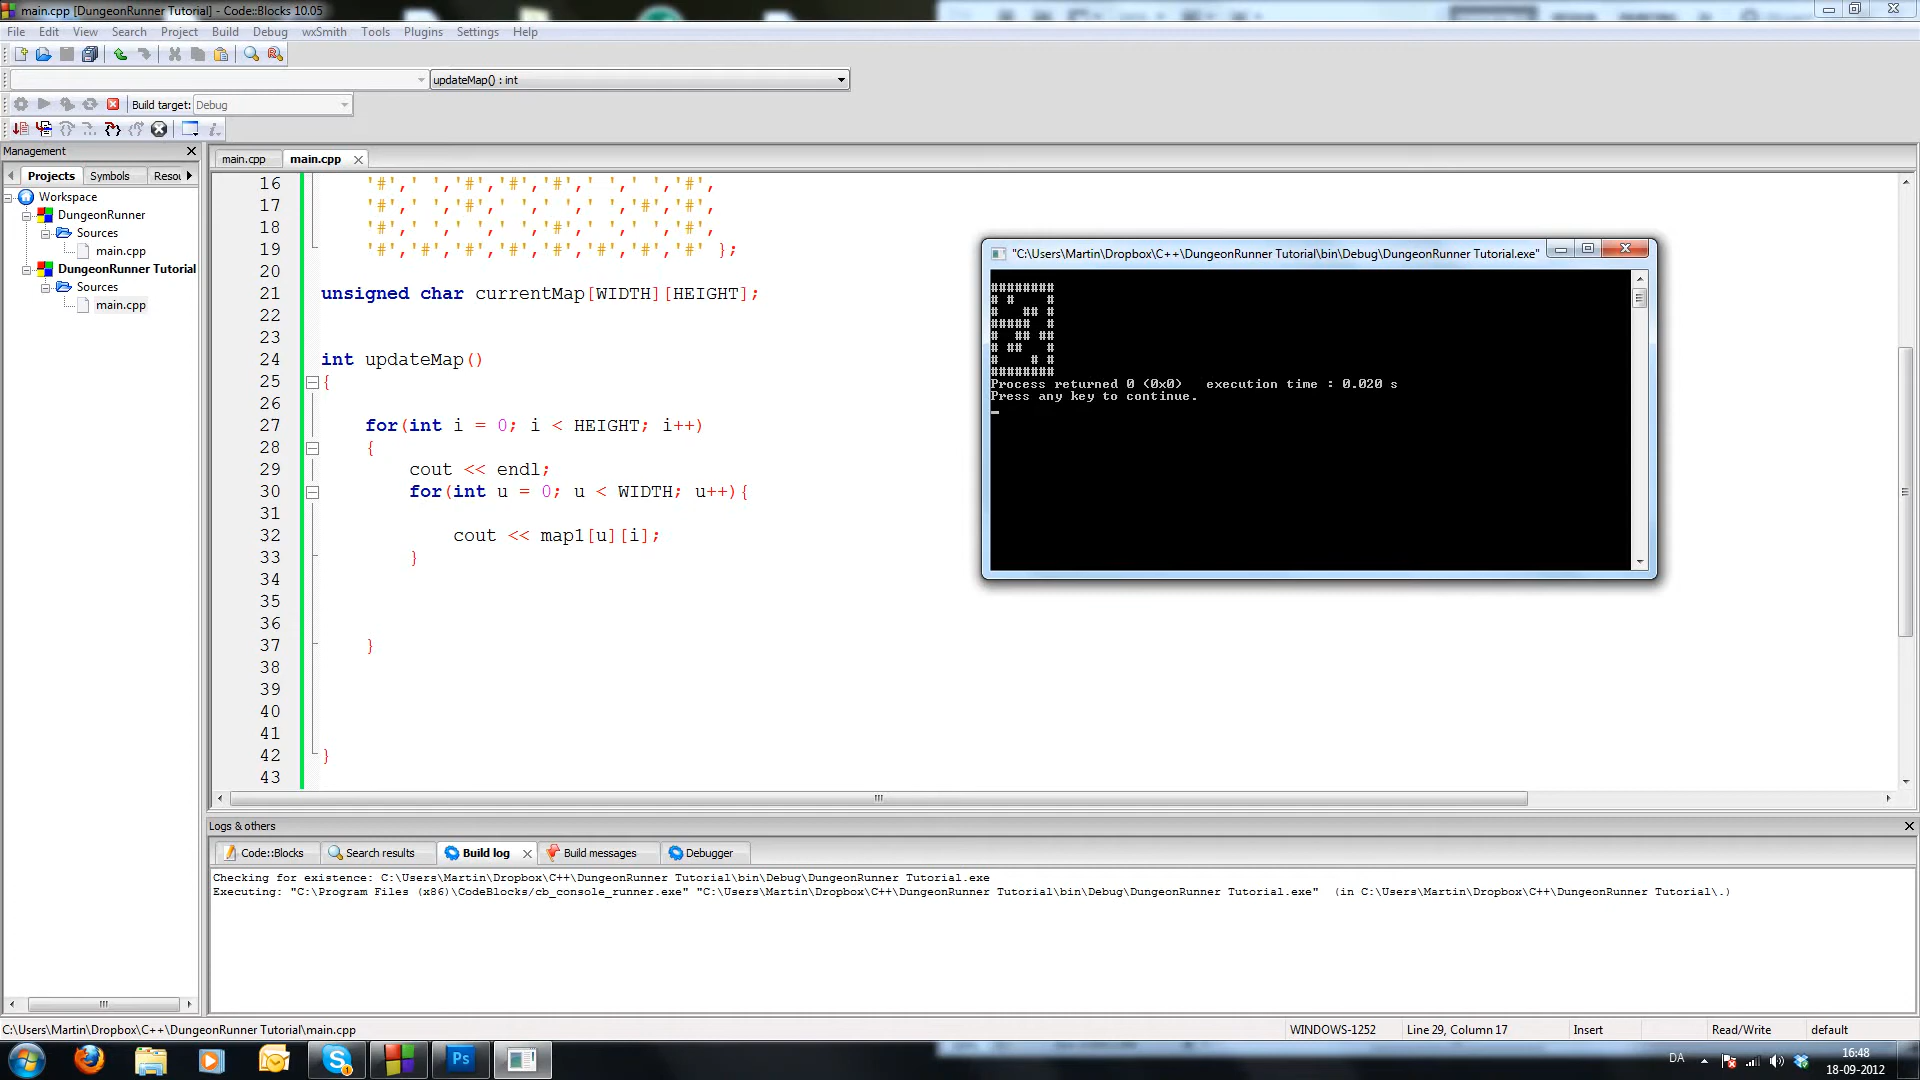 main.cpp [DungeonRunner Tutorial] - Code::Blocks 10.05
File Edit View Search Project Build Debug wxSmith Tools Plugins Settings Help
updateMap() : int
Build target: Debug
Management
Projects Symbols Resou
Workspace
DungeonRunner
Sources
main.cpp
DungeonRunner Tutorial
Sources
main.cpp
main.cpp main.cpp
16 '#',' ','#','#','#',' ',' ','#',
17 '#',' ','#',' ',' ',' ','#','#',
18 '#',' ',' ',' ','#',' ',' ','#',
19 '#','#','#','#','#','#','#','#' };
20
21 unsigned char currentMap[WIDTH][HEIGHT];
22
23
24 int updateMap()
25 {
26
27 for(int i = 0; i < HEIGHT; i++)
28 {
29 cout << endl;
30 for(int u = 0; u < WIDTH; u++){
31
32 cout << map1[u][i];
33 }
34
35
36
37 }
38
39
40
41
42 }
43
"C:\Users\Martin\Dropbox\C++\DungeonRunner Tutorial\bin\Debug\DungeonRunner Tutorial.exe"
########
# #    #
#   ## #
#####  #
#  ## ##
# ##   #
#    # #
########
Process returned 0 (0x0)   execution time : 0.020 s
Press any key to continue.
Logs & others
Code::Blocks Search results Build log Build messages Debugger
Checking for existence: C:\Users\Martin\Dropbox\C++\DungeonRunner Tutorial\bin\Debug\DungeonRunner Tutorial.exe
Executing: "C:\Program Files (x86)\CodeBlocks/cb_console_runner.exe" "C:\Users\Martin\Dropbox\C++\DungeonRunner Tutorial\bin\Debug\DungeonRunner Tutorial.exe"  (in C:\Users\Martin\Dropbox\C++\DungeonRunner Tutorial\.)
C:\Users\Martin\Dropbox\C++\DungeonRunner Tutorial\main.cpp WINDOWS-1252 Line 29, Column 17 Insert Read/Write default
Ps
DA
16:48
18-09-2012